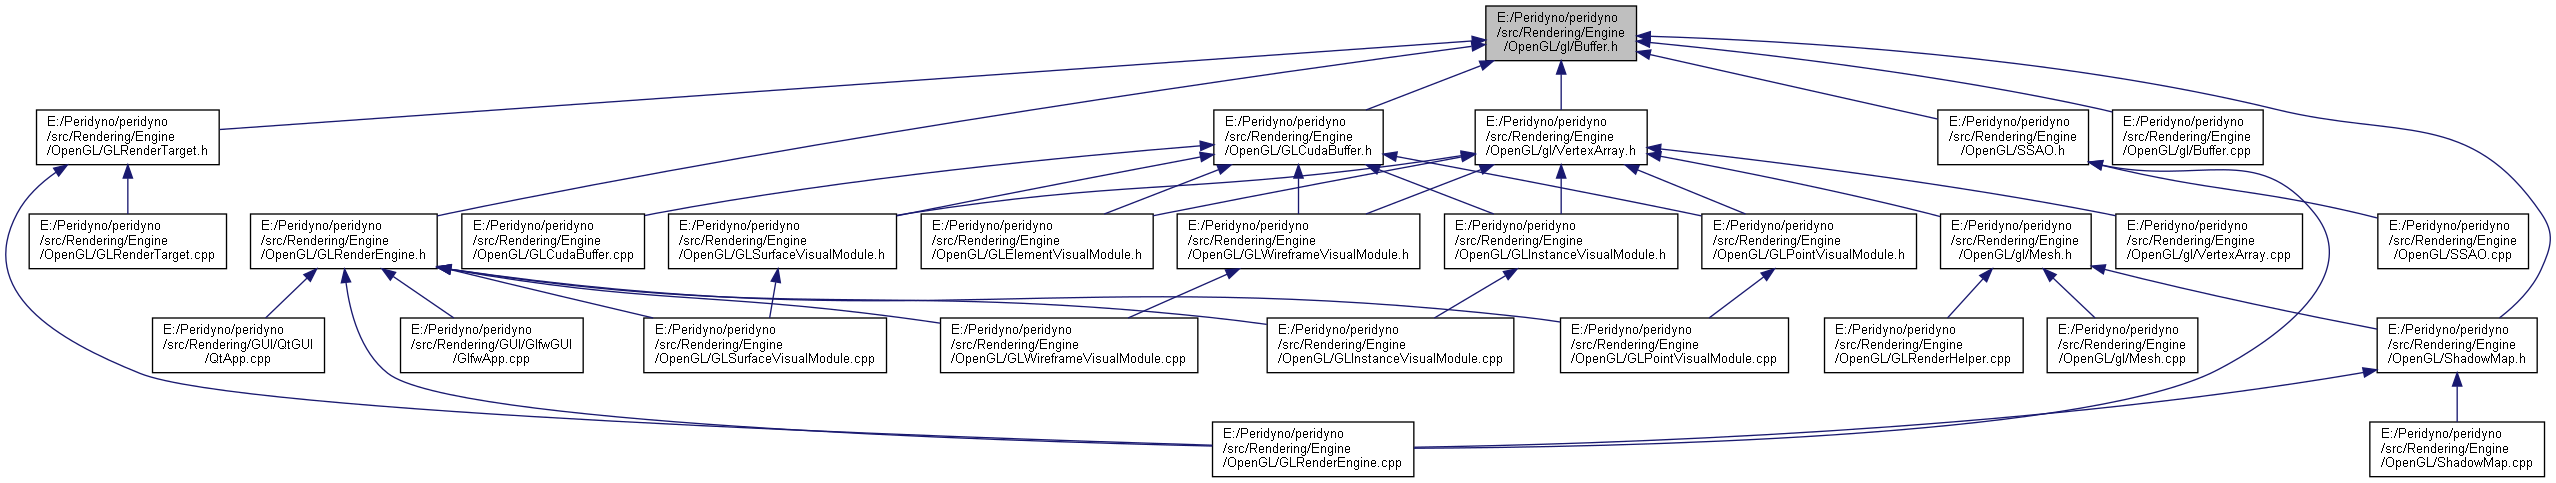 E:/Peridyno/peridyno
/src/Rendering/Engine
/OpenGL/gl/Buffer.h
E:/Peridyno/peridyno
/src/Rendering/Engine
/OpenGL/GLRenderTarget.h
E:/Peridyno/peridyno
/src/Rendering/Engine
/OpenGL/GLCudaBuffer.h
E:/Peridyno/peridyno
/src/Rendering/Engine
/OpenGL/gl/VertexArray.h
E:/Peridyno/peridyno
/src/Rendering/Engine
/OpenGL/SSAO.h
E:/Peridyno/peridyno
/src/Rendering/Engine
/OpenGL/gl/Buffer.cpp
E:/Peridyno/peridyno
/src/Rendering/Engine
/OpenGL/GLRenderTarget.cpp
E:/Peridyno/peridyno
/src/Rendering/Engine
/OpenGL/GLRenderEngine.h
E:/Peridyno/peridyno
/src/Rendering/Engine
/OpenGL/GLCudaBuffer.cpp
E:/Peridyno/peridyno
/src/Rendering/Engine
/OpenGL/GLSurfaceVisualModule.h
E:/Peridyno/peridyno
/src/Rendering/Engine
/OpenGL/GLElementVisualModule.h
E:/Peridyno/peridyno
/src/Rendering/Engine
/OpenGL/GLWireframeVisualModule.h
E:/Peridyno/peridyno
/src/Rendering/Engine
/OpenGL/GLInstanceVisualModule.h
E:/Peridyno/peridyno
/src/Rendering/Engine
/OpenGL/GLPointVisualModule.h
E:/Peridyno/peridyno
/src/Rendering/Engine
/OpenGL/gl/Mesh.h
E:/Peridyno/peridyno
/src/Rendering/Engine
/OpenGL/gl/VertexArray.cpp
E:/Peridyno/peridyno
/src/Rendering/Engine
/OpenGL/SSAO.cpp
E:/Peridyno/peridyno
/src/Rendering/GUI/QtGUI
/QtApp.cpp
E:/Peridyno/peridyno
/src/Rendering/GUI/GlfwGUI
/GlfwApp.cpp
E:/Peridyno/peridyno
/src/Rendering/Engine
/OpenGL/GLSurfaceVisualModule.cpp
E:/Peridyno/peridyno
/src/Rendering/Engine
/OpenGL/GLWireframeVisualModule.cpp
E:/Peridyno/peridyno
/src/Rendering/Engine
/OpenGL/GLInstanceVisualModule.cpp
E:/Peridyno/peridyno
/src/Rendering/Engine
/OpenGL/GLPointVisualModule.cpp
E:/Peridyno/peridyno
/src/Rendering/Engine
/OpenGL/GLRenderHelper.cpp
E:/Peridyno/peridyno
/src/Rendering/Engine
/OpenGL/gl/Mesh.cpp
E:/Peridyno/peridyno
/src/Rendering/Engine
/OpenGL/ShadowMap.h
E:/Peridyno/peridyno
/src/Rendering/Engine
/OpenGL/GLRenderEngine.cpp
E:/Peridyno/peridyno
/src/Rendering/Engine
/OpenGL/ShadowMap.cpp